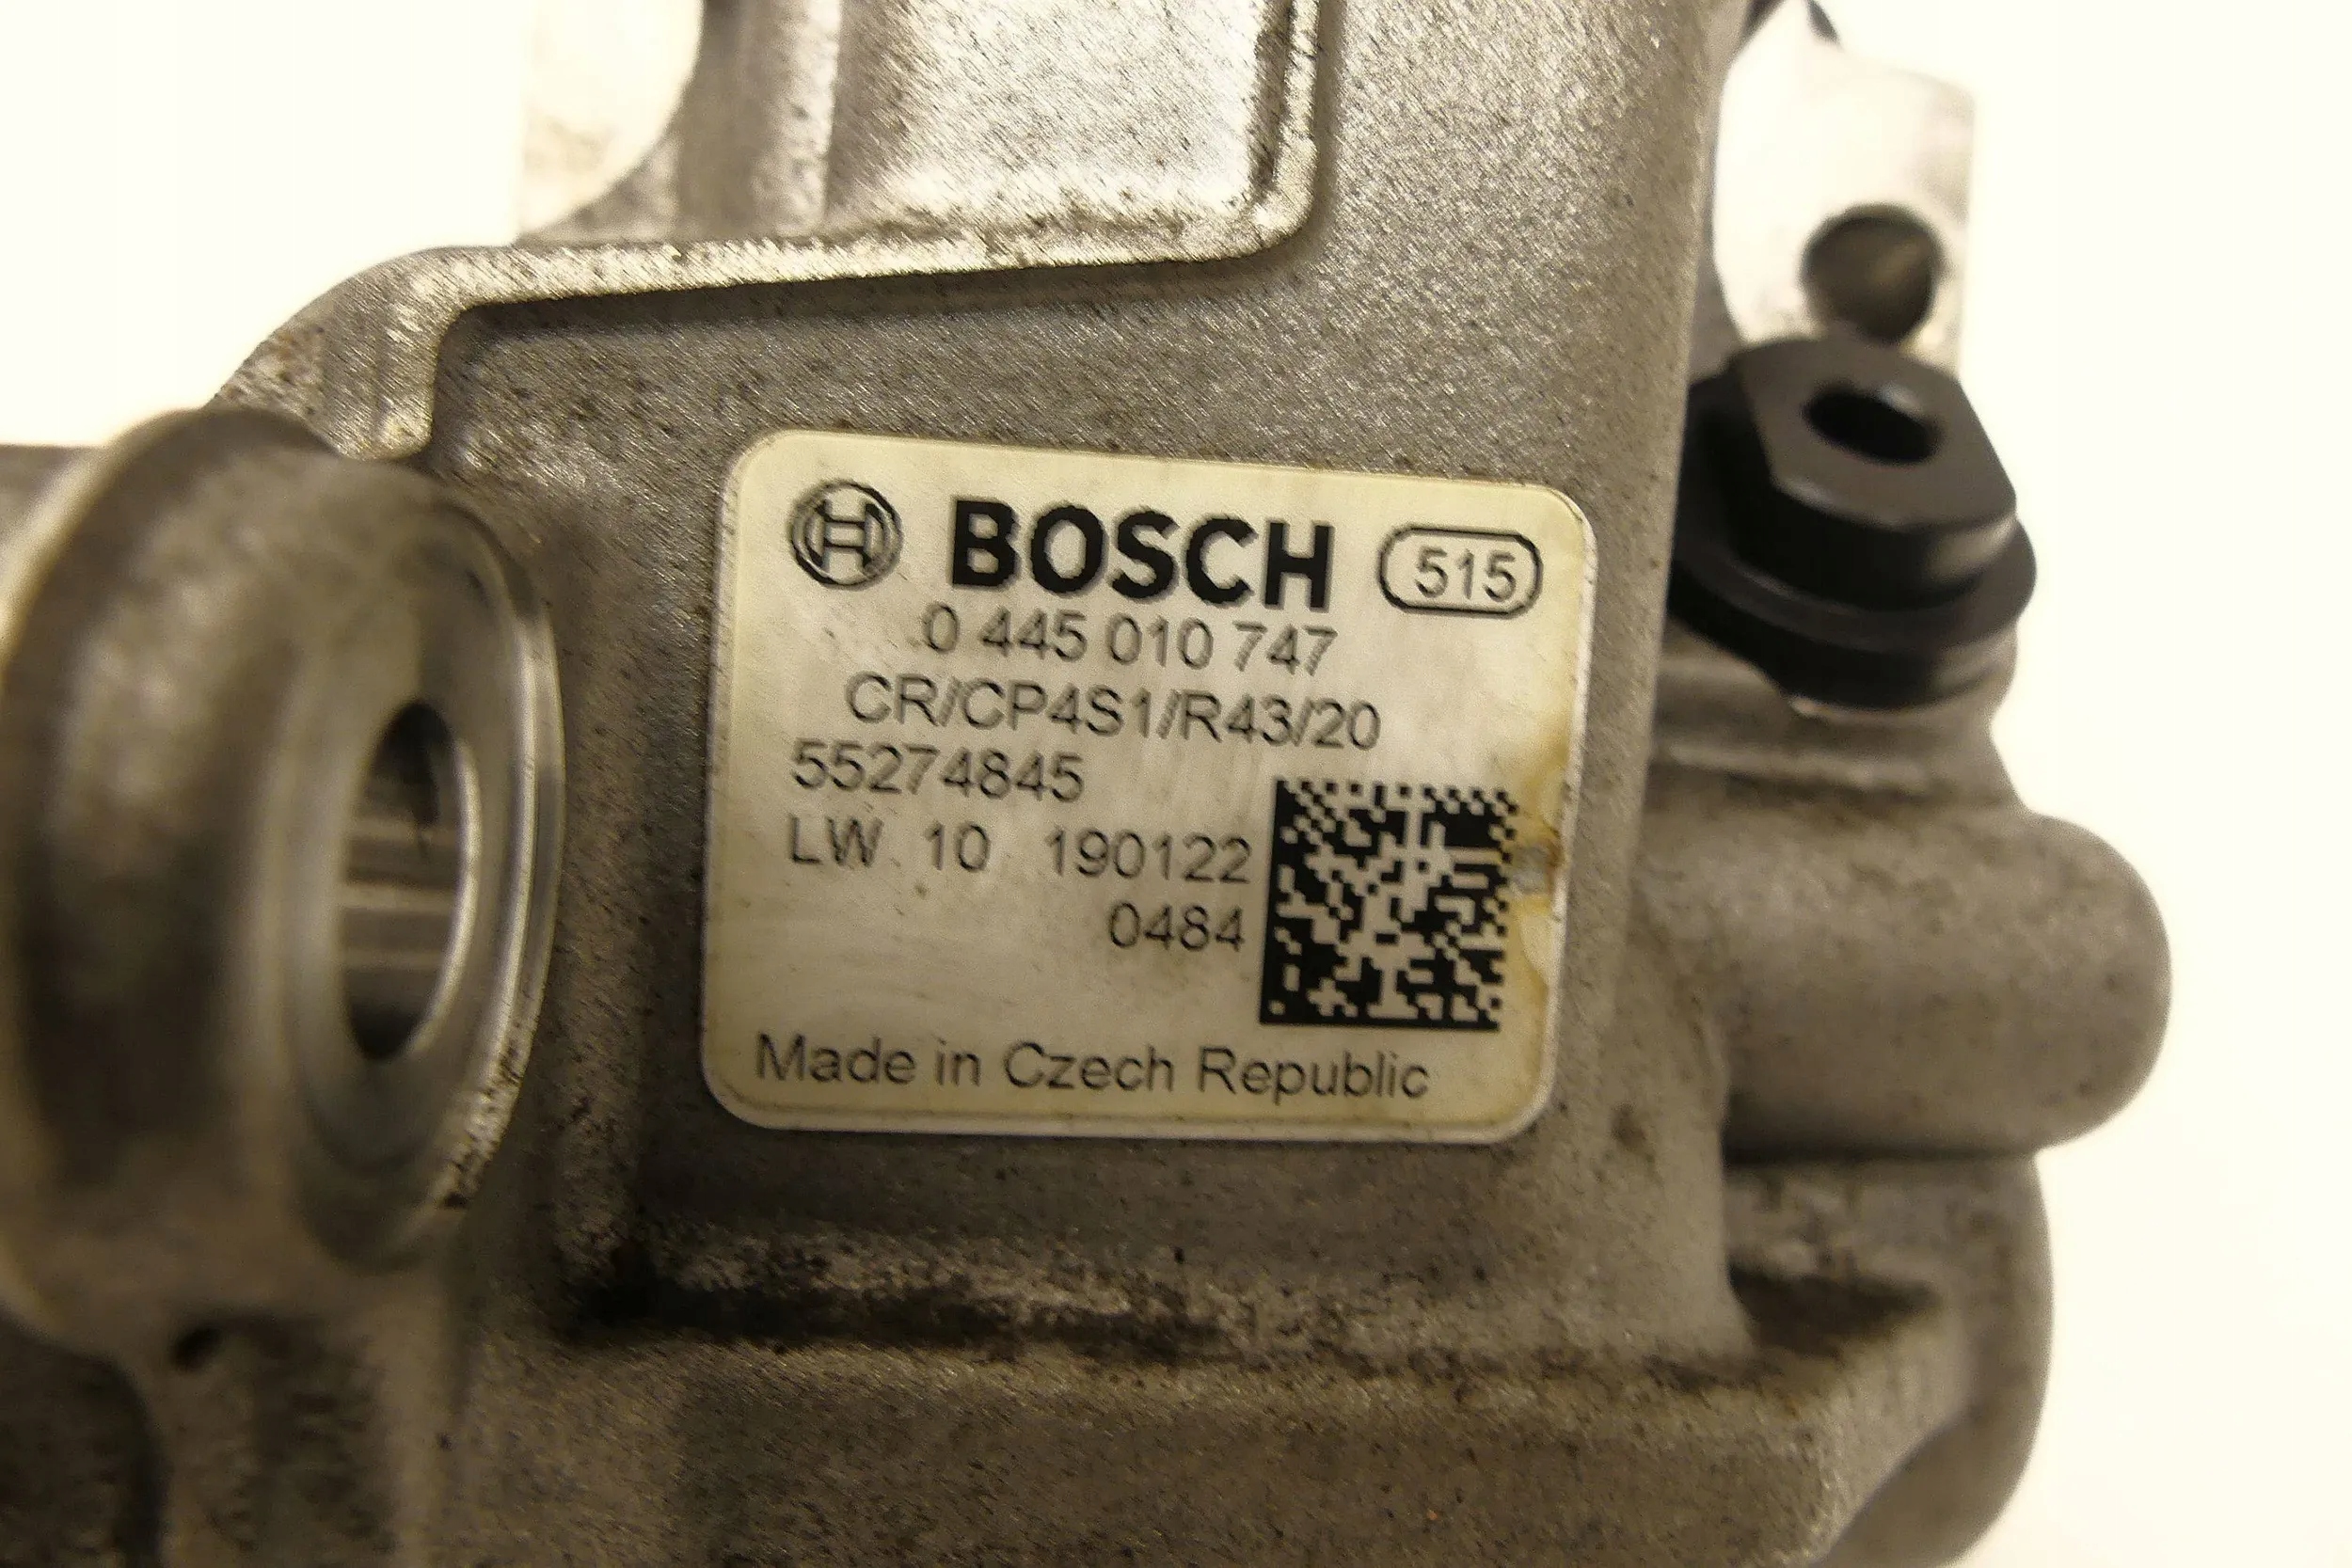 BOSCH 515
0 445 010 747
CR/CP4S1/R43/20
55274845
LW 10 190122
0484
Made in Czech Republic